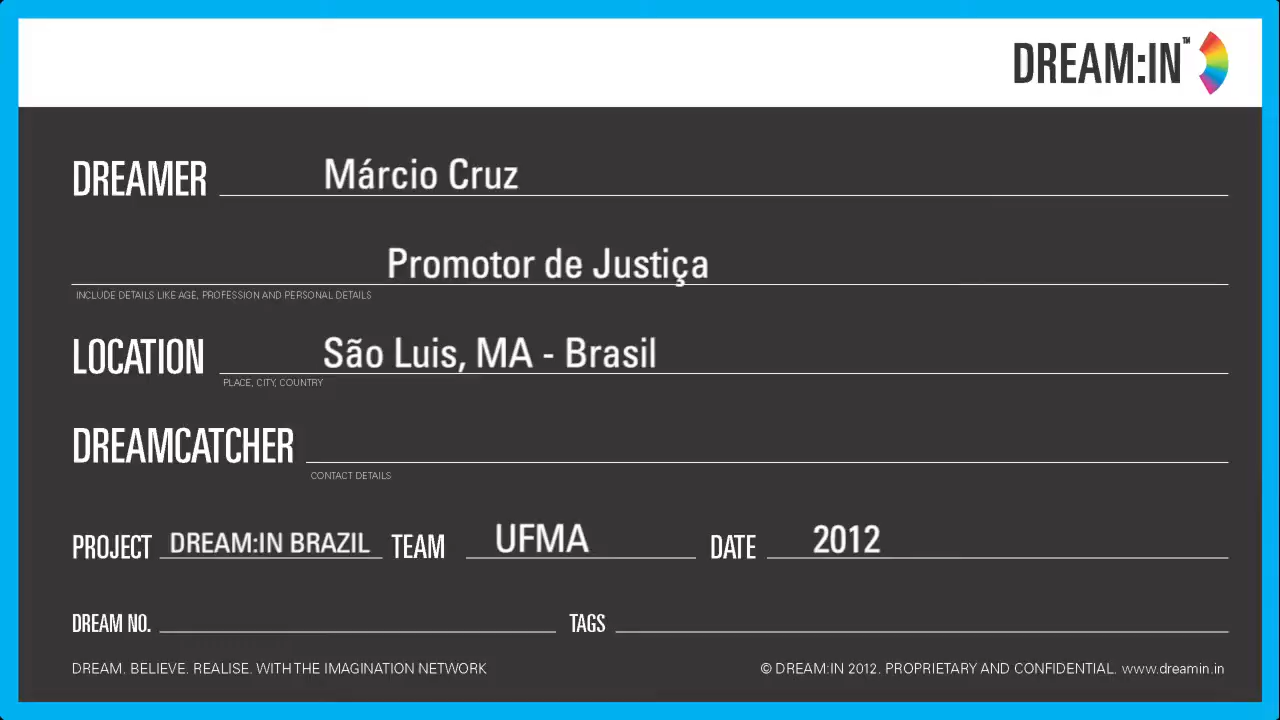 DREAM:IN™
DREAMER Márcio Cruz
Promotor de Justiça
INCLUDE DETAILS LIKE AGE, PROFESSION AND PERSONAL DETAILS
LOCATION São Luis, MA - Brasil
PLACE, CITY, COUNTRY
DREAMCATCHER
CONTACT DETAILS
PROJECT DREAM:IN BRAZIL TEAM UFMA DATE 2012
DREAM NO. TAGS
DREAM. BELIEVE. REALISE. WITH THE IMAGINATION NETWORK © DREAM:IN 2012. PROPRIETARY AND CONFIDENTIAL. www.dreamin.in